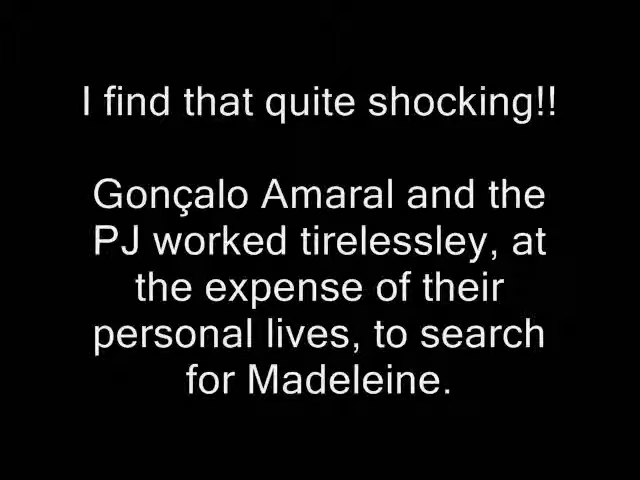 I find that quite shocking!!
Gonçalo Amaral and the
PJ worked tirelessley, at
the expense of their
personal lives, to search
for Madeleine.